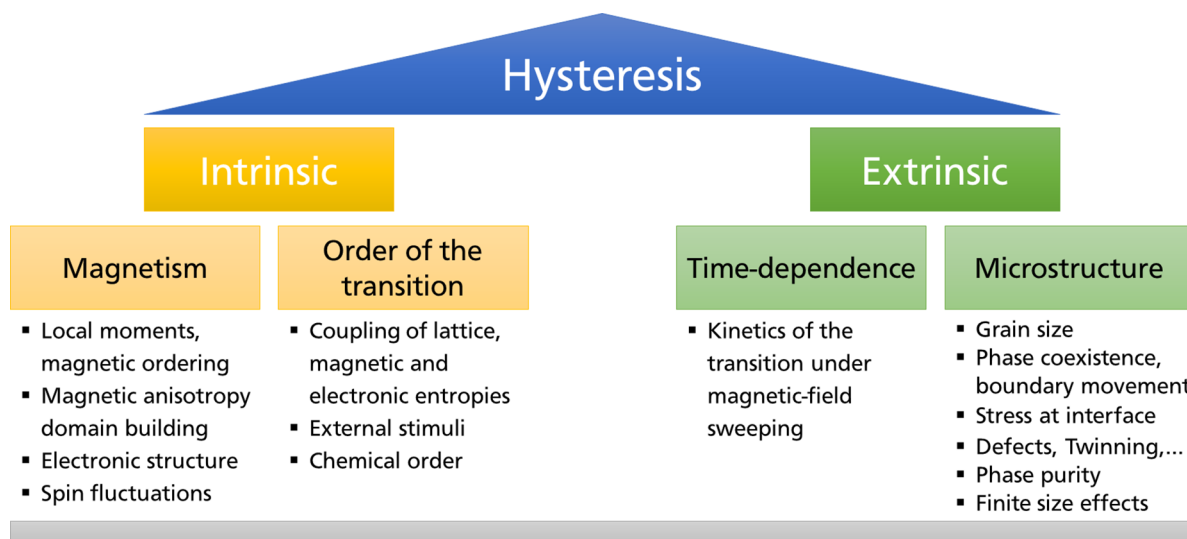 Hysteresis
Intrinsic
Extrinsic
Magnetism
Order of the
transition
Time-dependence
Microstructure
▪ Local moments,
magnetic ordering
▪ Magnetic anisotropy
domain building
▪ Electronic structure
▪ Spin fluctuations
▪ Coupling of lattice,
magnetic and
electronic entropies
▪ External stimuli
▪ Chemical order
▪ Kinetics of the
transition under
magnetic-field
sweeping
▪ Grain size
▪ Phase coexistence,
boundary movement
▪ Stress at interface
▪ Defects, Twinning,...
▪ Phase purity
▪ Finite size effects